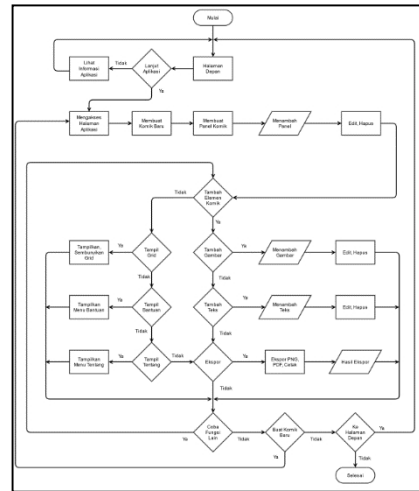 Mulai
Lihat
Informasi
Aplikasi
Tidak
Lanjut
Aplikasi
Halaman
Depan
Ya
Mengakses
Halaman
Aplikasi
Membuat
Komik Baru
Membuat
Panel Komik
Menambah
Panel
Edit, Hapus
Tambah
Elemen
Komik
Tidak
Ya
Tampilkan,
Sembunyikan
Grid
Ya
Tampil
Grid
Tambah
Gambar
Ya
Menambah
Gambar
Edit, Hapus
Tidak
Tidak
Tampilkan
Menu Bantuan
Ya
Tampil
Bantuan
Tambah
Teks
Ya
Menambah
Teks
Edit, Hapus
Tidak
Tidak
Tampilkan
Menu Tentang
Ya
Tampil
Tentang
Tidak
Ekspor
Ya
Ekspor PNG,
PDF, Cetak
Hasil Ekspor
Tidak
Coba
Fungsi
Lain
Ya
Tidak
Buat Komik
Baru
Tidak
Ke
Halaman
Depan
Ya
Ya
Tidak
Selesai